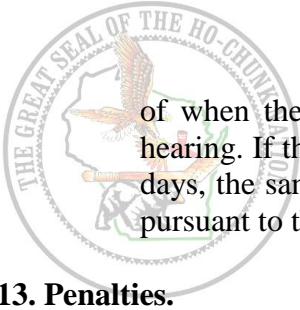 THE GREAT SEAL OF THE HO-CHUNK NATION
of when the
hearing. If th
days, the sam
pursuant to t
13. Penalties.